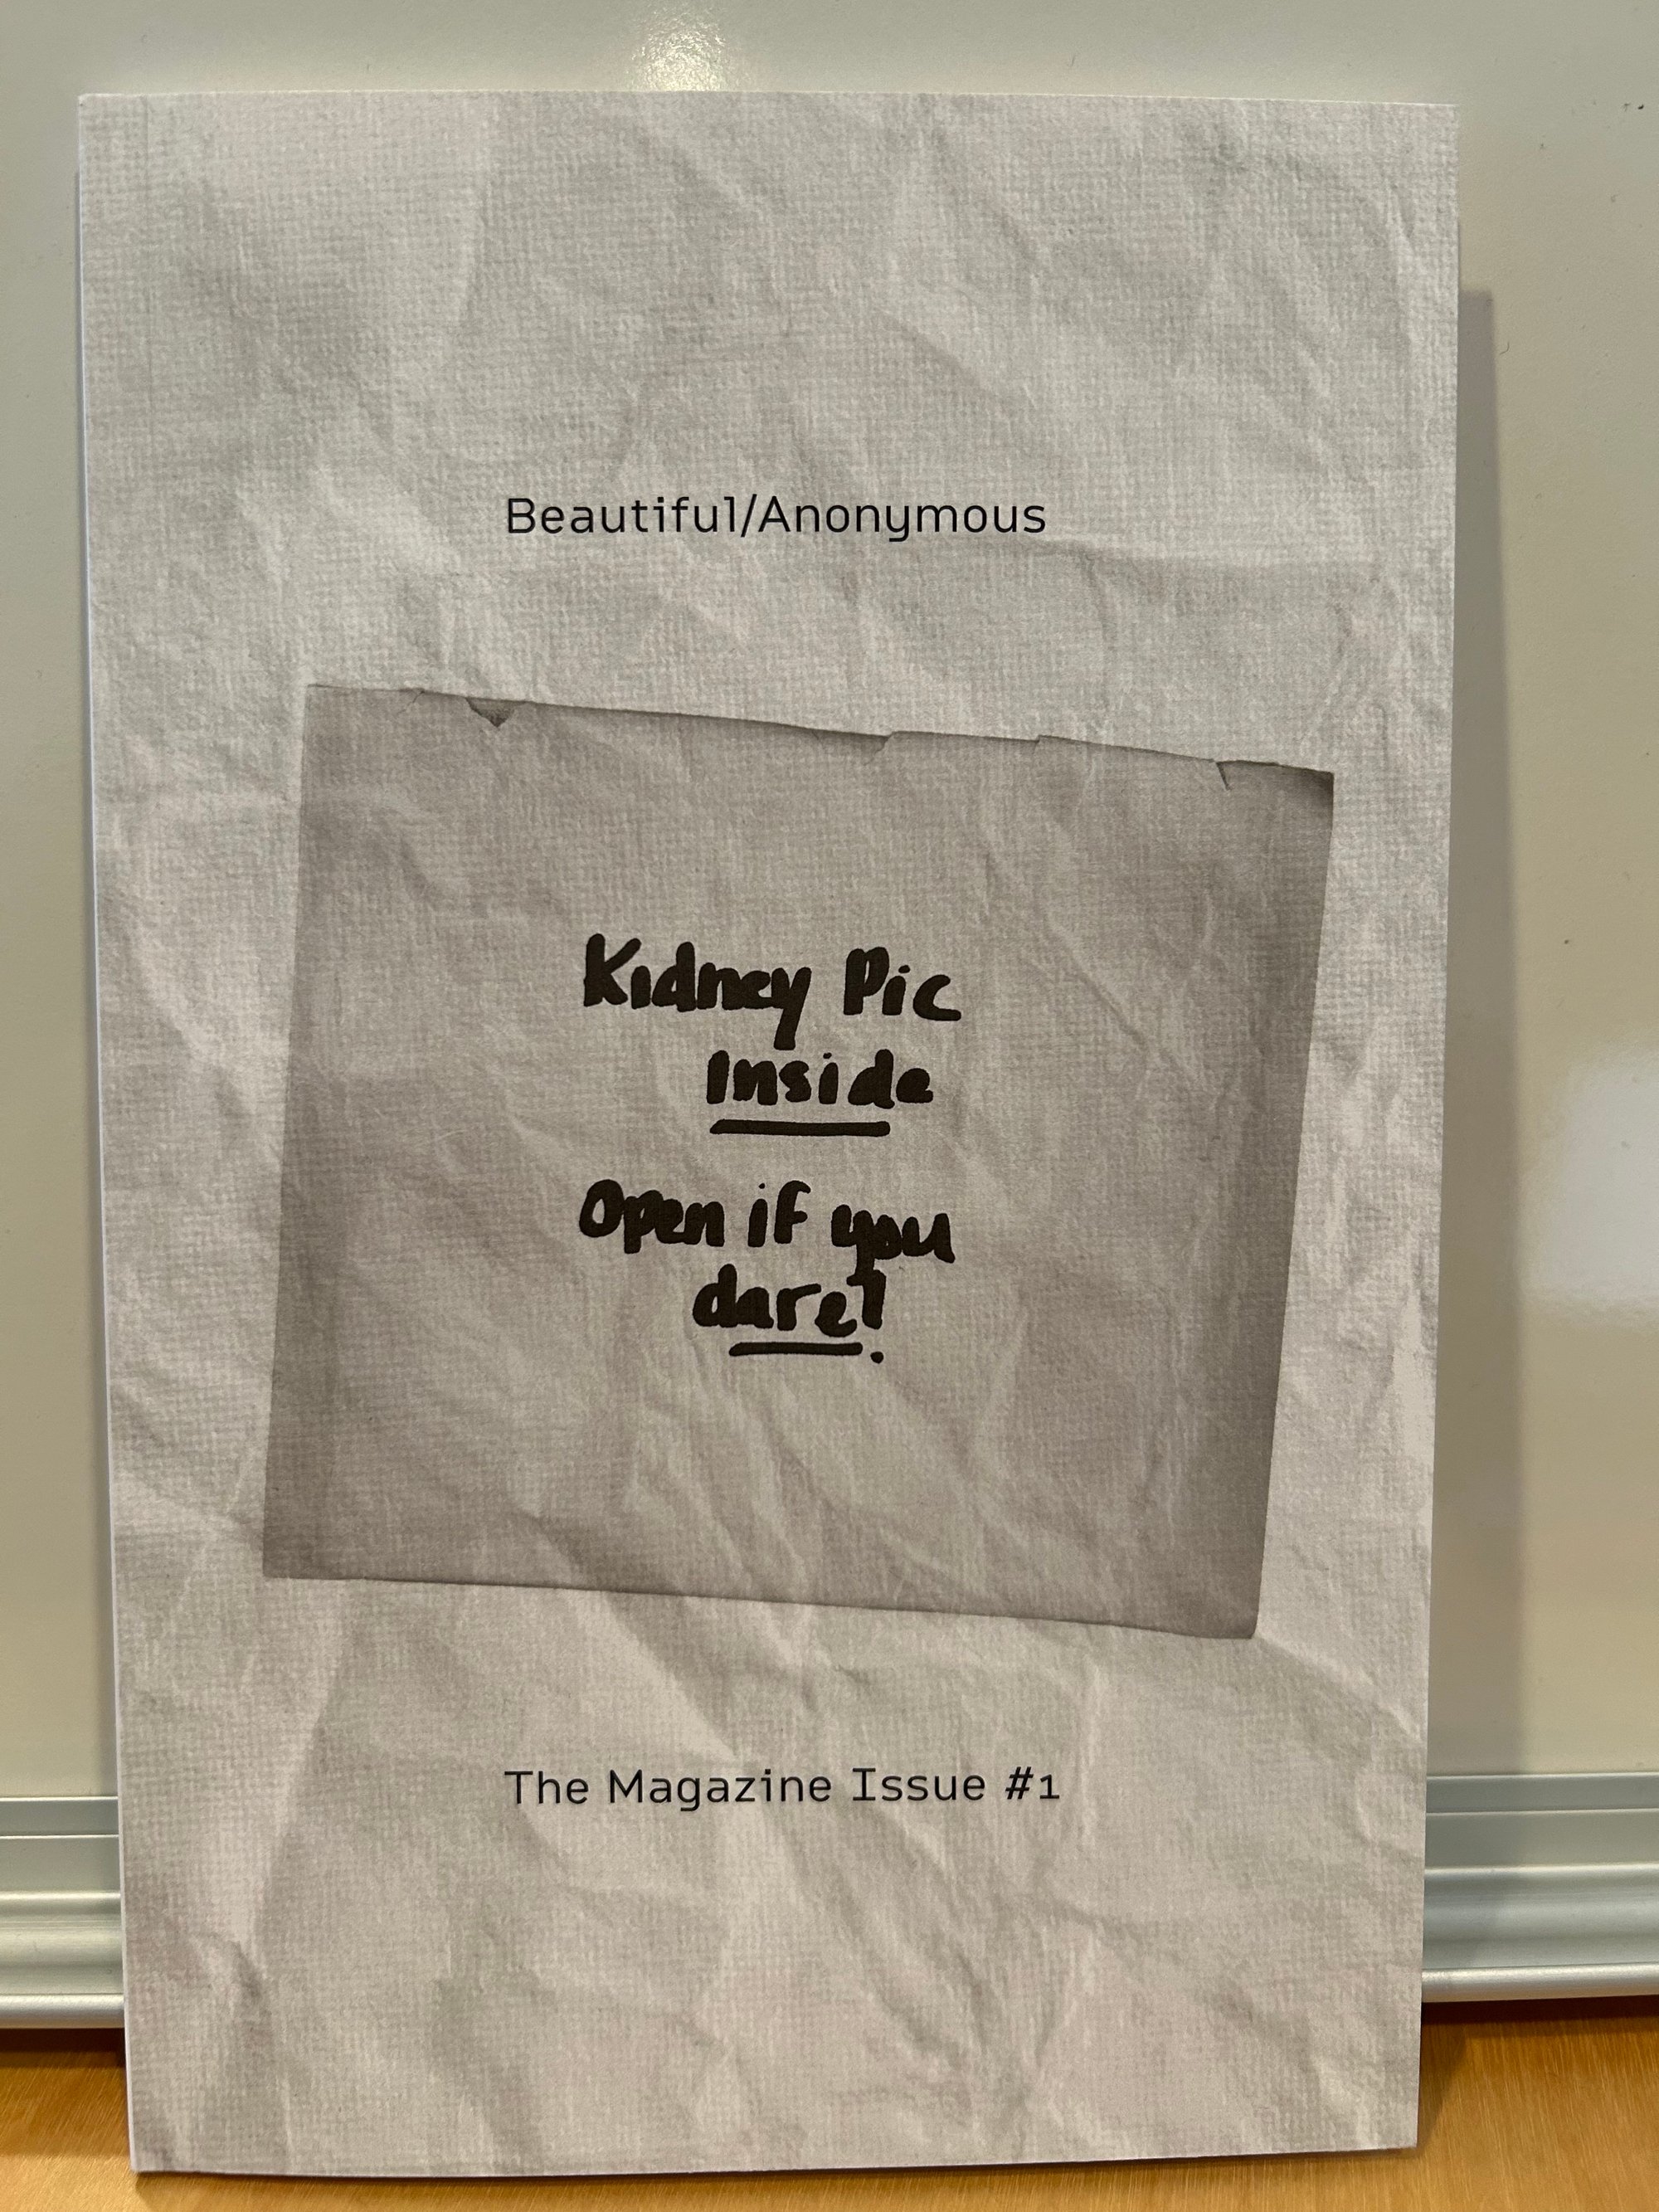 Beautiful/Anonymous
Kidney Pic
Inside
Open if you
dare!
The Magazine Issue #1